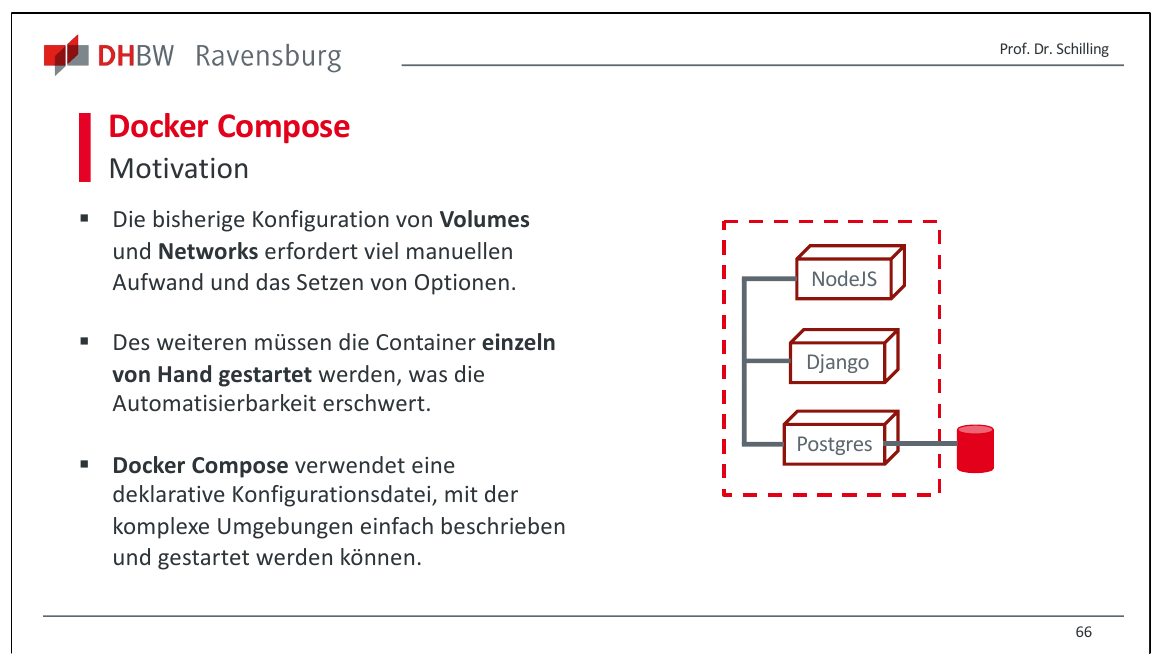 DHBW Ravensburg
Prof. Dr. Schilling
Docker Compose
Motivation
▪ Die bisherige Konfiguration von Volumes
und Networks erfordert viel manuellen
Aufwand und das Setzen von Optionen.
▪ Des weiteren müssen die Container einzeln
von Hand gestartet werden, was die
Automatisierbarkeit erschwert.
▪ Docker Compose verwendet eine
deklarative Konfigurationsdatei, mit der
komplexe Umgebungen einfach beschrieben
und gestartet werden können.
NodeJS
Django
Postgres
66